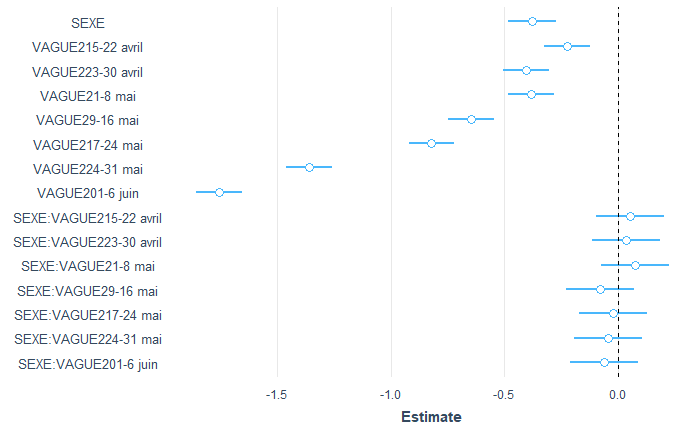 SEXE
VAGUE215-22 avril
VAGUE223-30 avril
VAGUE21-8 mai
VAGUE29-16 mai
VAGUE217-24 mai
VAGUE224-31 mai
VAGUE201-6 juin
SEXE:VAGUE215-22 avril
SEXE:VAGUE223-30 avril
SEXE:VAGUE21-8 mai
SEXE:VAGUE29-16 mai
SEXE:VAGUE217-24 mai
SEXE:VAGUE224-31 mai
SEXE:VAGUE201-6 juin
-1.5 -1.0 -0.5 0.0
Estimate